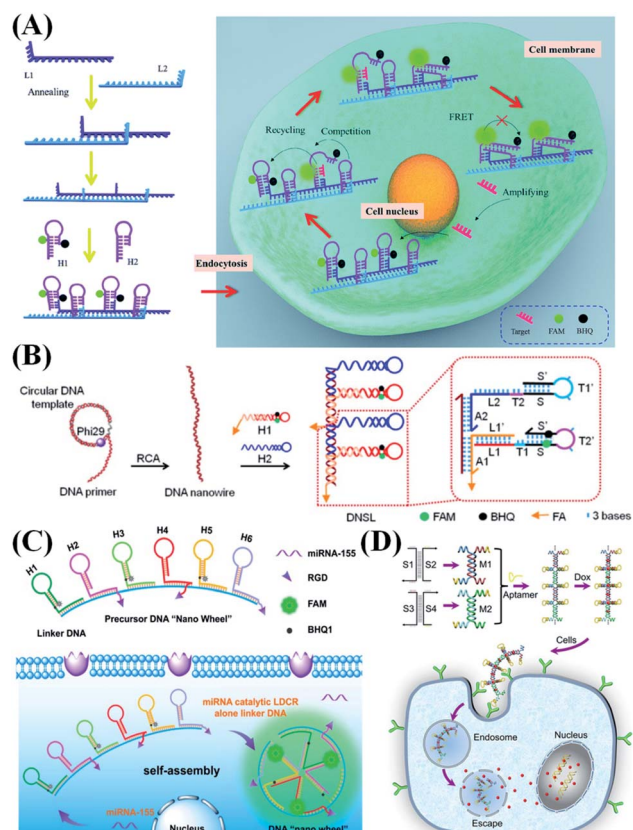 (A)
L1
L2
Annealing
H1
H2
Endocytosis
Cell membrane
FRET
Recycling
Competition
Amplifying
Cell nucleus
Target
FAM
BHQ
(B)
Circular DNA
template
Phi29
DNA primer
RCA
DNA nanowire
H1
H2
DNSL
S'
T1'
L2
T2
S
A2
L1'
S'
A1
T1
S
T2'
FAM
BHQ
FA
3 bases
(C)
H1
H2
H3
H4
H5
H6
Linker DNA
Precursor DNA "Nano Wheel"
miRNA-155
RGD
FAM
BHQ1
miRNA catalytic LDCR
alone linker DNA
self-assembly
miRNA-155
Nucleus
DNA "nano wheel"
(D)
S1
S2
M1
S3
S4
M2
Aptamer
Dox
Cells
Endosome
Nucleus
Escape